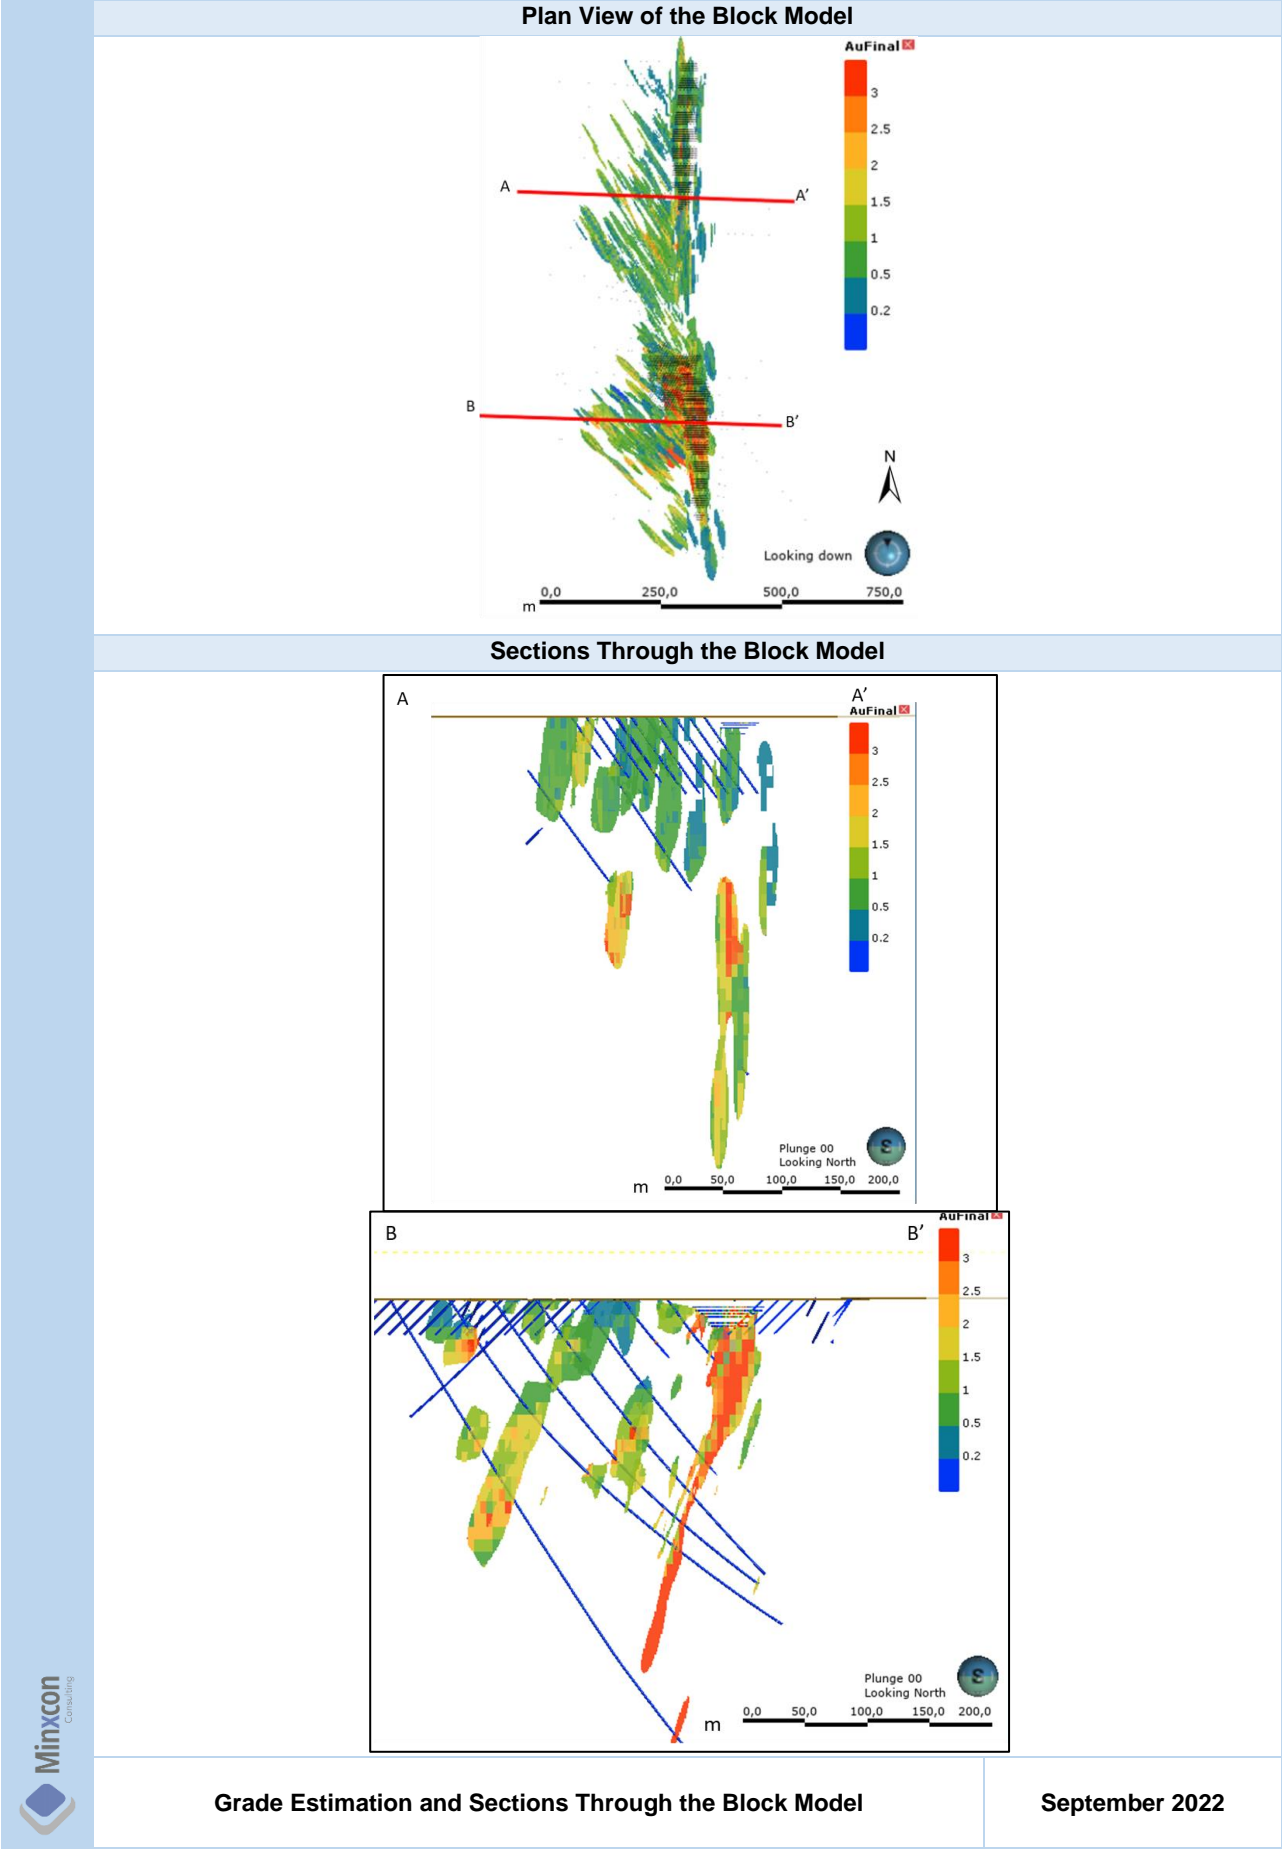 Plan View of the Block Model
AuFinal
3
2.5
2
1.5
1
0.5
0.2
A
A’
B
B’
N
Looking down
m
0,0
250,0
500,0
750,0
Sections Through the Block Model
A
A’
AuFinal
3
2.5
2
1.5
1
0.5
0.2
Plunge 00
Looking North
S
m
0,0
50,0
100,0
150,0
200,0
B
B’
AuFinal
3
2.5
2
1.5
1
0.5
0.2
Plunge 00
Looking North
S
m
0,0
50,0
100,0
150,0
200,0
Minxcon
Consulting
Grade Estimation and Sections Through the Block Model
September 2022